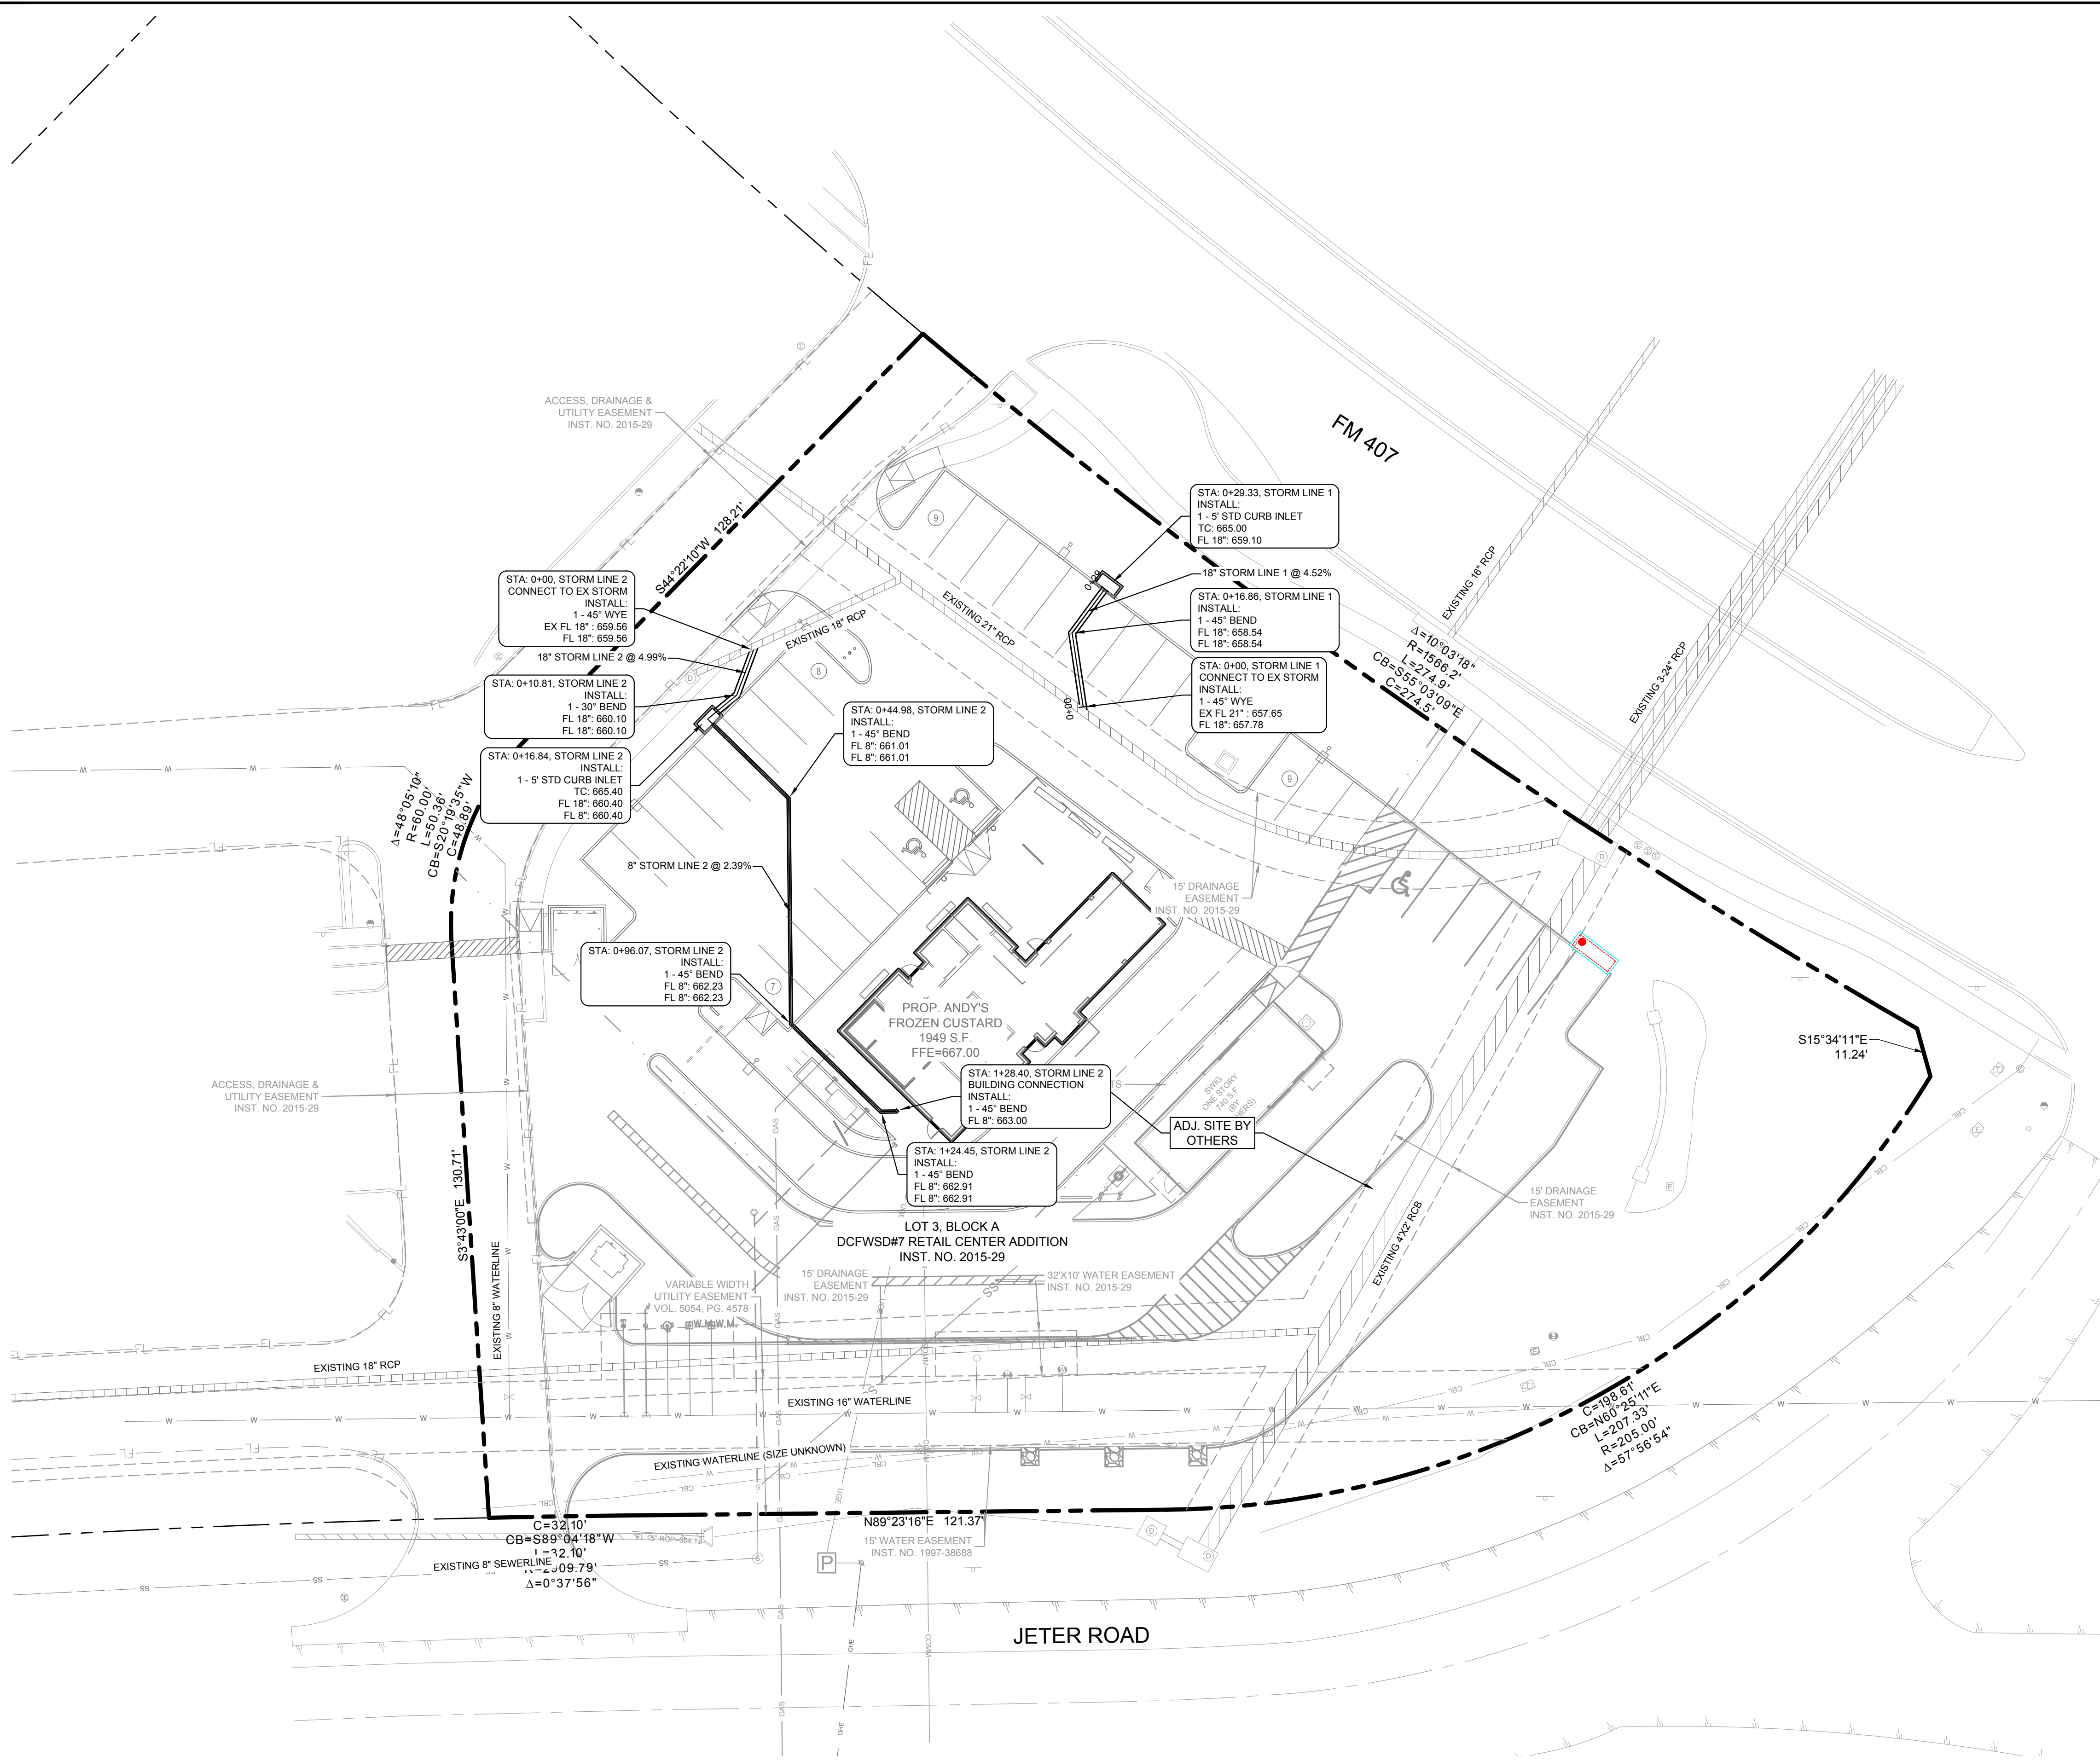 FM 407
ACCESS, DRAINAGE &
UTILITY EASEMENT
INST. NO. 2015-29
S44°22'10"W 128.21'
STA: 0+29.33, STORM LINE 1
INSTALL:
1 - 5' STD CURB INLET
TC: 665.00
FL 18": 659.10
18" STORM LINE 1 @ 4.52%
STA: 0+16.86, STORM LINE 1
INSTALL:
1 - 45° BEND
FL 18": 658.54
FL 18": 658.54
STA: 0+00, STORM LINE 1
CONNECT TO EX STORM
INSTALL:
1 - 45° WYE
EX FL 21" : 657.65
FL 18": 657.78
0+00
9
8
9
7
EXISTING 16" RCP
EXISTING 3-24" RCP
EXISTING 21" RCP
EXISTING 18" RCP
Δ=10°03'18"
R=1566.2'
L=274.9'
CB=S55°03'09"E
C=274.5'
STA: 0+00, STORM LINE 2
CONNECT TO EX STORM
INSTALL:
1 - 45° WYE
EX FL 18" : 659.56
FL 18": 659.56
18" STORM LINE 2 @ 4.99%
STA: 0+10.81, STORM LINE 2
INSTALL:
1 - 30° BEND
FL 18": 660.10
FL 18": 660.10
STA: 0+16.84, STORM LINE 2
INSTALL:
1 - 5' STD CURB INLET
TC: 665.40
FL 18": 660.40
FL 8": 660.40
STA: 0+44.98, STORM LINE 2
INSTALL:
1 - 45° BEND
FL 8": 661.01
FL 8": 661.01
Δ=48°05'10"
R=60.00'
L=50.36'
CB=S20°19'35"W
C=48.89'
8" STORM LINE 2 @ 2.39%
15' DRAINAGE
EASEMENT
INST. NO. 2015-29
STA: 0+96.07, STORM LINE 2
INSTALL:
1 - 45° BEND
FL 8": 662.23
FL 8": 662.23
PROP. ANDY'S
FROZEN CUSTARD
1949 S.F.
FFE=667.00
S15°34'11"E
11.24'
STA: 1+28.40, STORM LINE 2
BUILDING CONNECTION
INSTALL:
1 - 45° BEND
FL 8": 663.00
SWIG
ONE STORY
740 S.F.
(BY
ADJ. SITE BY
OTHERS
STA: 1+24.45, STORM LINE 2
INSTALL:
1 - 45° BEND
FL 8": 662.91
FL 8": 662.91
ACCESS, DRAINAGE &
UTILITY EASEMENT
INST. NO. 2015-29
S3°43'00"E 130.71'
EXISTING 8" WATERLINE
LOT 3, BLOCK A
DCFWSD#7 RETAIL CENTER ADDITION
INST. NO. 2015-29
15' DRAINAGE
EASEMENT
INST. NO. 2015-29
EXISTING 4'X2' RCB
VARIABLE WIDTH
UTILITY EASEMENT
VOL. 5054, PG. 4578
15' DRAINAGE
EASEMENT
INST. NO. 2015-29
32'X10' WATER EASEMENT
INST. NO. 2015-29
EXISTING 18" RCP
EXISTING 16" WATERLINE
EXISTING WATERLINE (SIZE UNKNOWN)
C=198.61'
CB=N60°25'11"E
L=207.33'
R=205.00'
Δ=57°56'54"
N89°23'16"E 121.37'
15' WATER EASEMENT
INST. NO. 1997-38688
C=32.10'
CB=S89°04'18"W
L=32.10'
R=2909.79'
Δ=0°37'56"
EXISTING 8" SEWERLINE
P
JETER ROAD